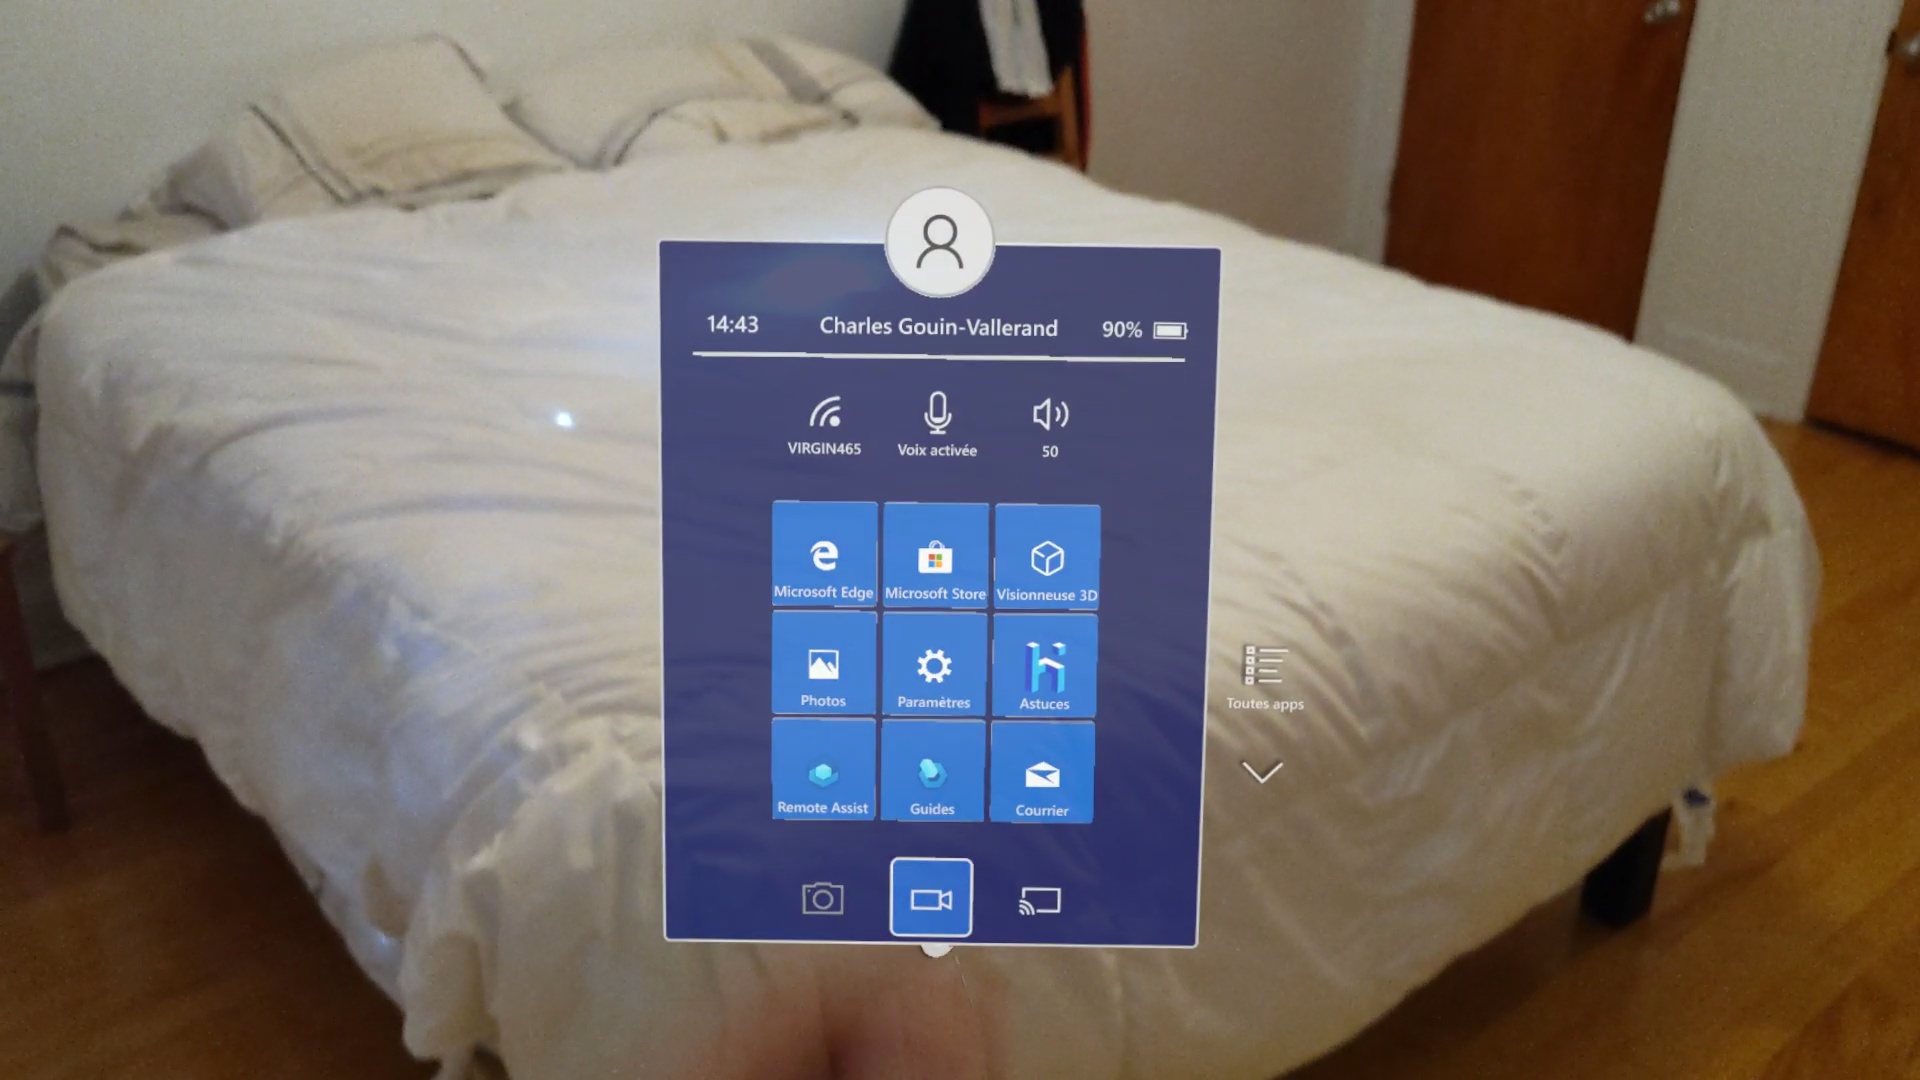 14:43 Charles Gouin-Vallerand 90%
VIRGIN465 Voix activée 50
Microsoft Edge Microsoft Store Visionneuse 3D
Photos Paramètres Astuces
Toutes apps
Remote Assist Guides Courrier